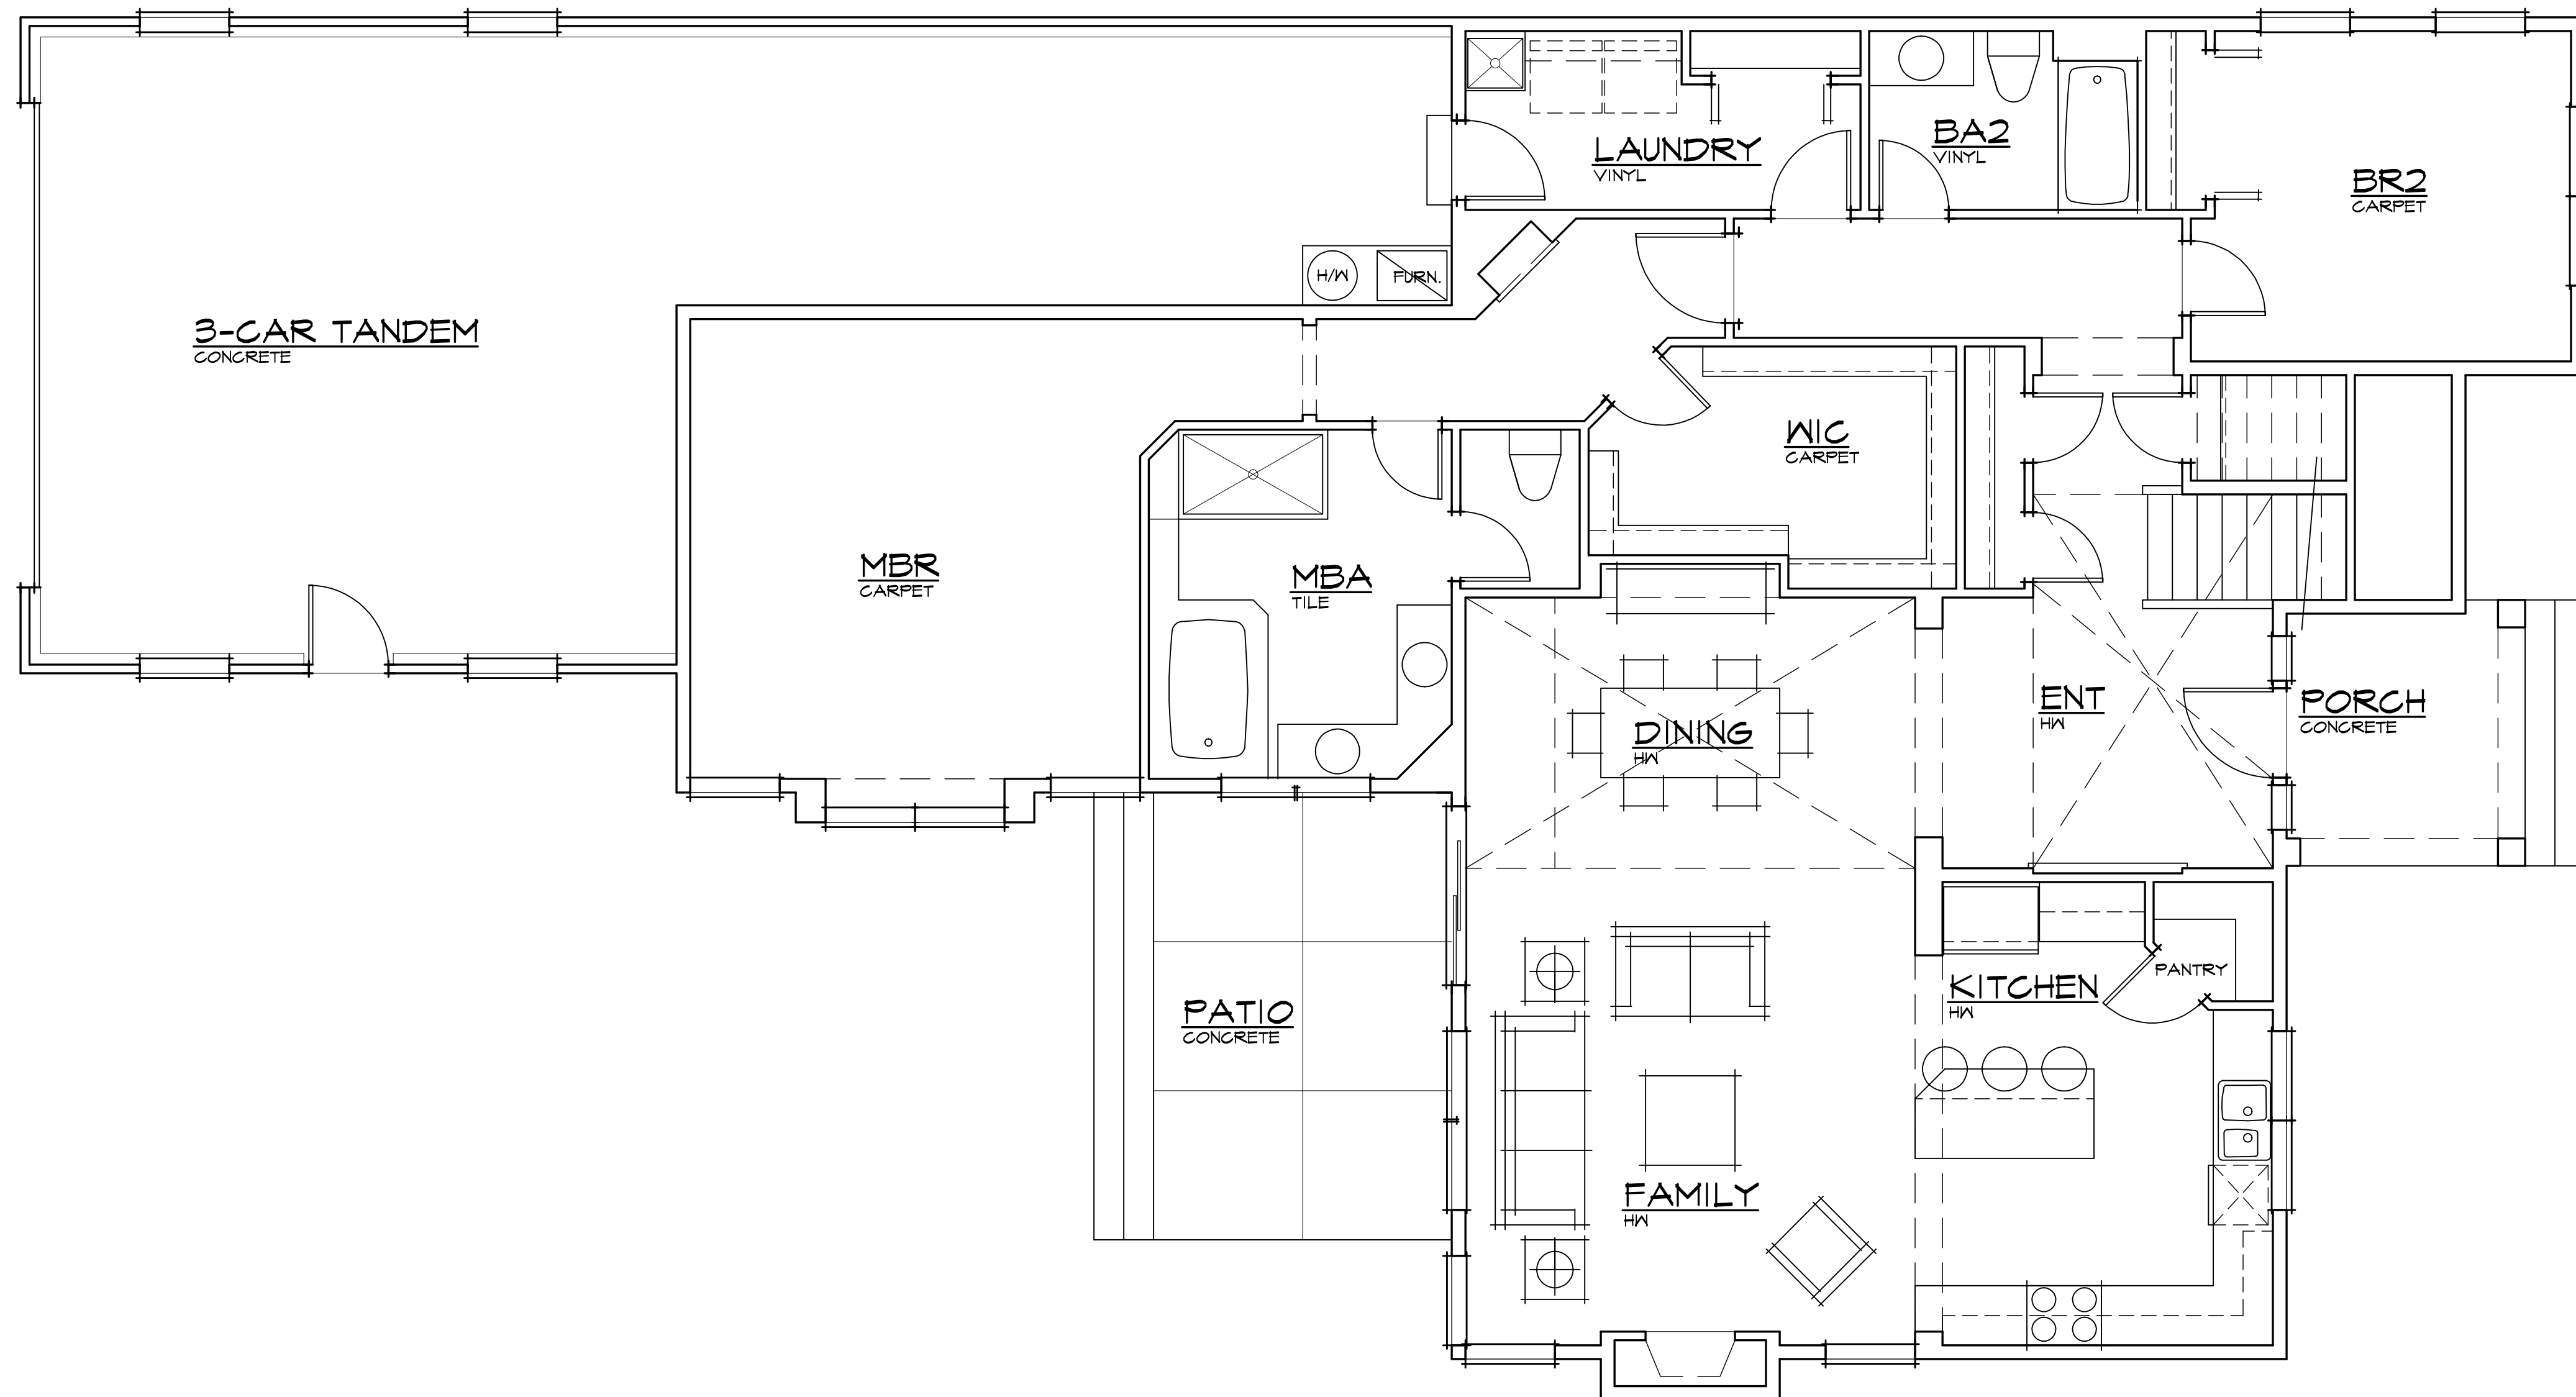 LAUNDRY
VINYL
BA2
VINYL
BR2
CARPET
H/W
FURN.
3-CAR TANDEM
CONCRETE
WIC
CARPET
MBR
CARPET
MBA
TILE
DINING
HW
ENT
HW
PORCH
CONCRETE
PANTRY
KITCHEN
HW
PATIO
CONCRETE
FAMILY
HW